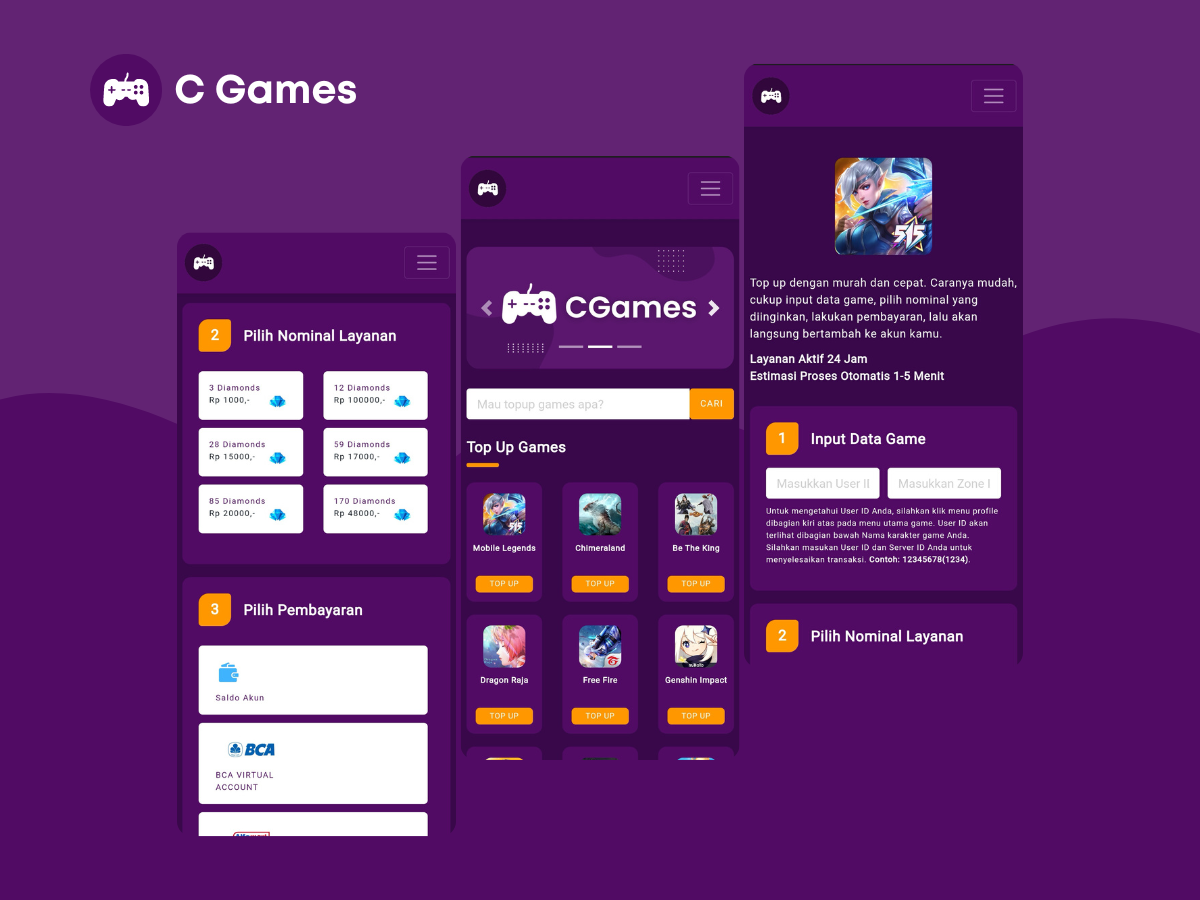 C Games
2 Pilih Nominal Layanan
3 Diamonds
Rp 1000,-
12 Diamonds
Rp 100000,-
28 Diamonds
Rp 15000,-
59 Diamonds
Rp 17000,-
85 Diamonds
Rp 20000,-
170 Diamonds
Rp 48000,-
3 Pilih Pembayaran
Saldo Akun
BCA
BCA VIRTUAL
ACCOUNT
CGames
Mau topup games apa?
CARI
Top Up Games
515
Mobile Legends
TOP UP
Chimeraland
TOP UP
Be The King
TOP UP
Dragon Raja
TOP UP
Free Fire
TOP UP
Genshin Impact
TOP UP
515
Top up dengan murah dan cepat. Caranya mudah,
cukup input data game, pilih nominal yang
diinginkan, lakukan pembayaran, lalu akan
langsung bertambah ke akun kamu.
Layanan Aktif 24 Jam
Estimasi Proses Otomatis 1-5 Menit
1 Input Data Game
Masukkan User I
Masukkan Zone I
Untuk mengetahui User ID Anda, silahkan klik menu profile
dibagian kiri atas pada menu utama game. User ID akan
terlihat dibagian bawah Nama karakter game Anda.
Silahkan masukan User ID dan Server ID Anda untuk
menyelesaikan transaksi. Contoh: 12345678(1234).
2 Pilih Nominal Layanan